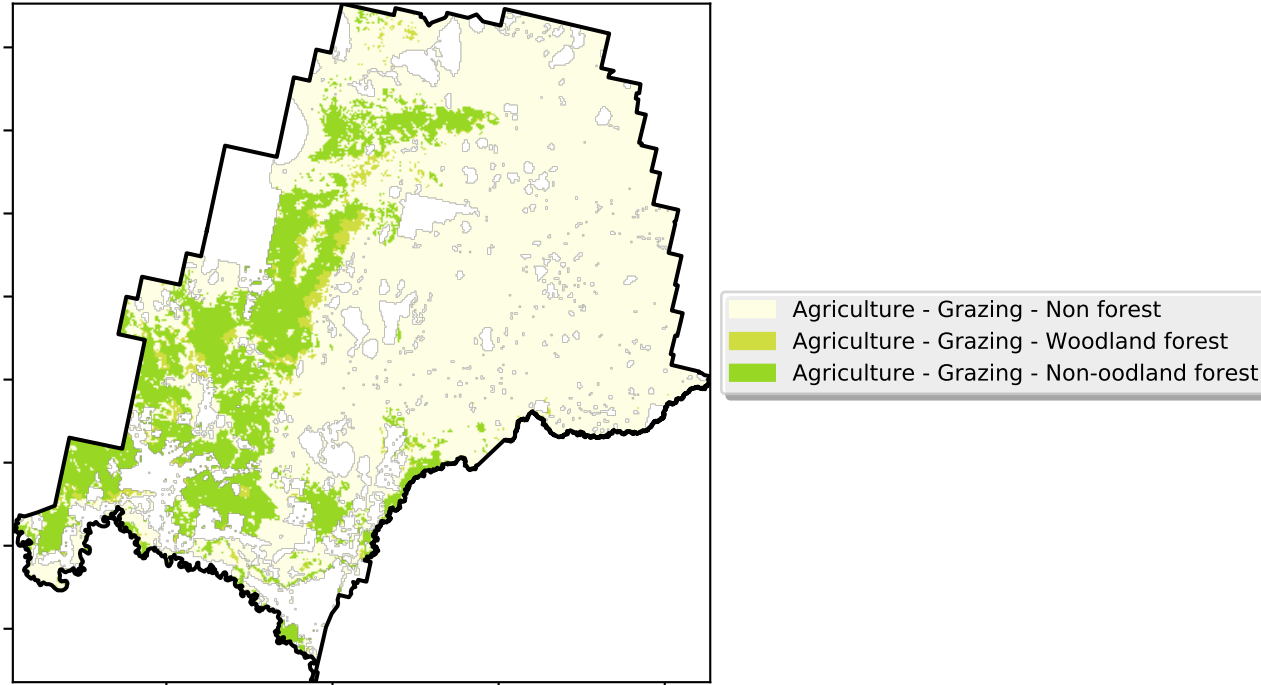 Agriculture - Grazing - Non forest
Agriculture - Grazing - Woodland forest
Agriculture - Grazing - Non-oodland forest